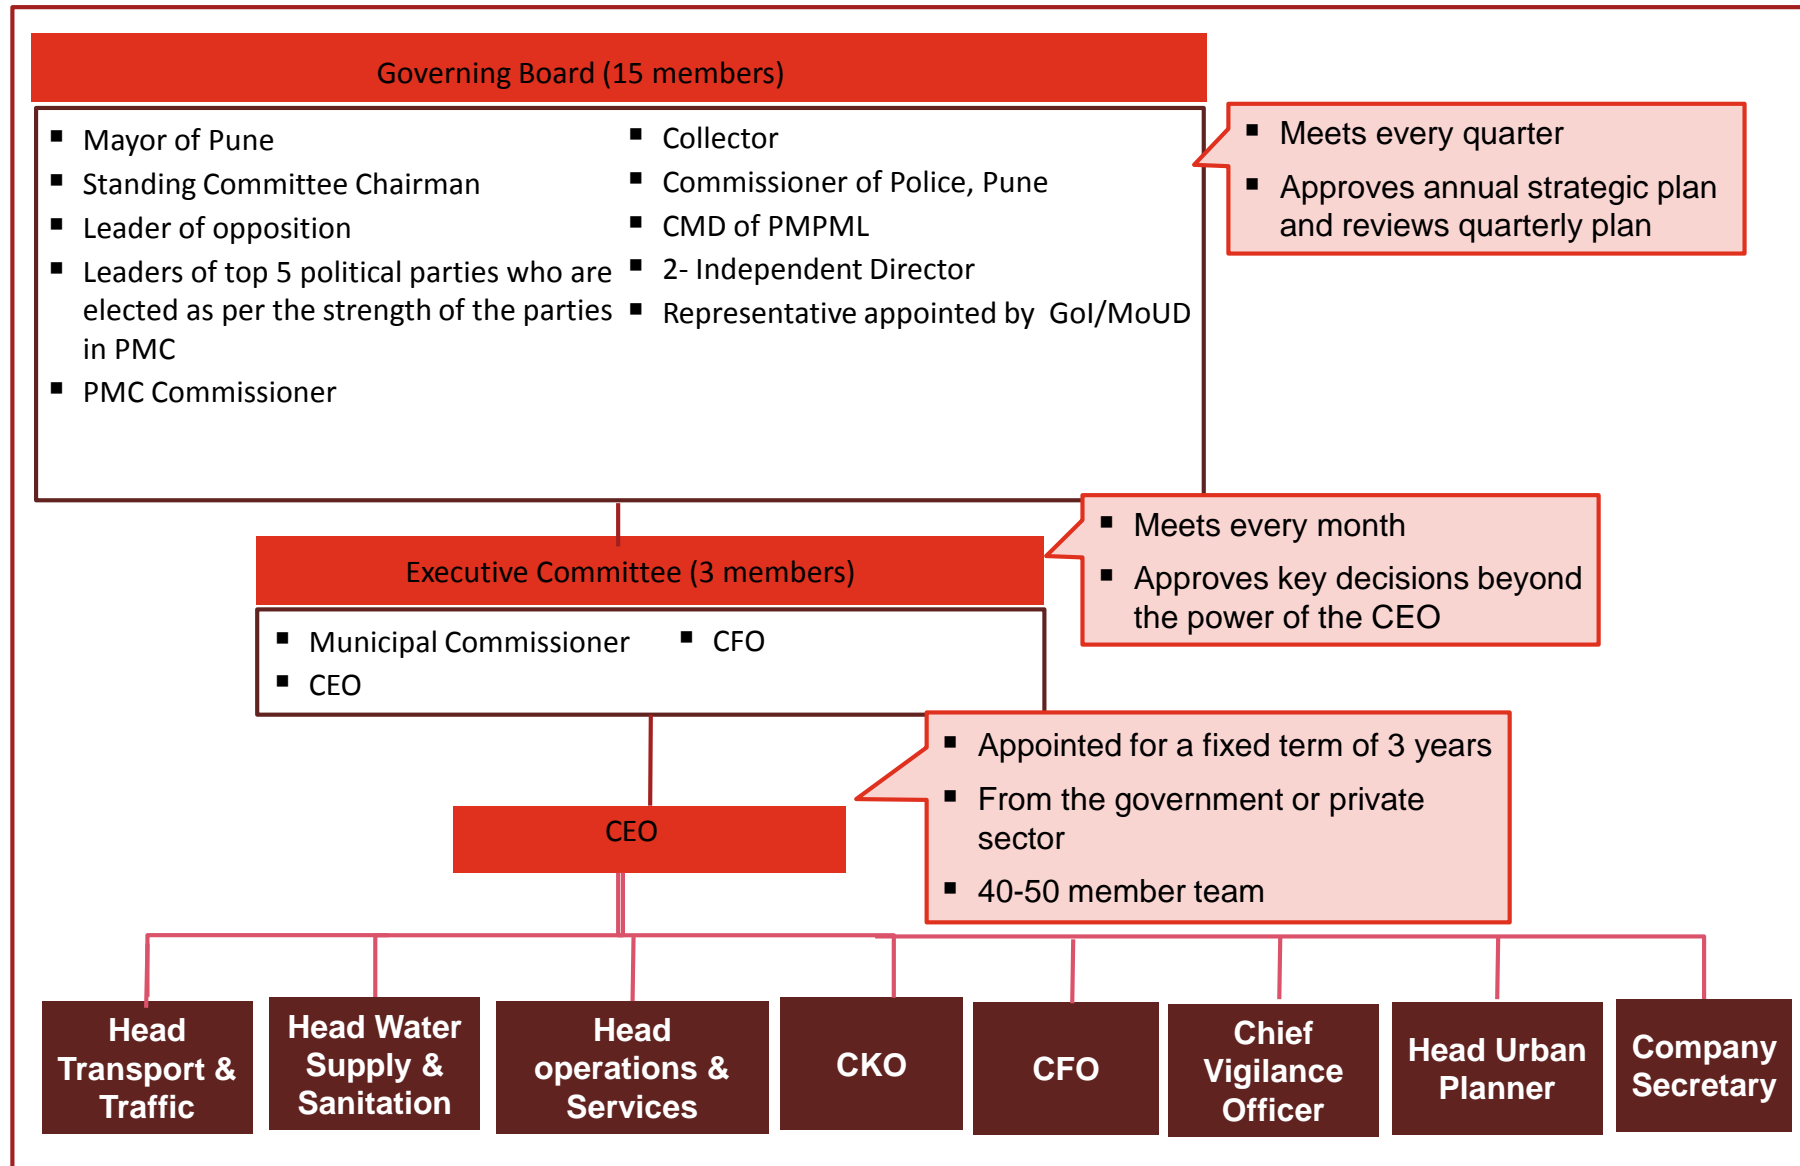 Governing Board (15 members)
▪ Mayor of Pune
▪ Standing Committee Chairman
▪ Leader of opposition
▪ Leaders of top 5 political parties who are
elected as per the strength of the parties
in PMC
▪ PMC Commissioner
▪ Collector
▪ Commissioner of Police, Pune
▪ CMD of PMPML
▪ 2- Independent Director
▪ Representative appointed by GoI/MoUD
▪ Meets every quarter
▪ Approves annual strategic plan
and reviews quarterly plan
Executive Committee (3 members)
▪ Municipal Commissioner
▪ CEO
▪ CFO
▪ Meets every month
▪ Approves key decisions beyond
the power of the CEO
CEO
▪ Appointed for a fixed term of 3 years
▪ From the government or private
sector
▪ 40-50 member team
Head
Transport &
Traffic
Head Water
Supply &
Sanitation
Head
operations &
Services
CKO
CFO
Chief
Vigilance
Officer
Head Urban
Planner
Company
Secretary